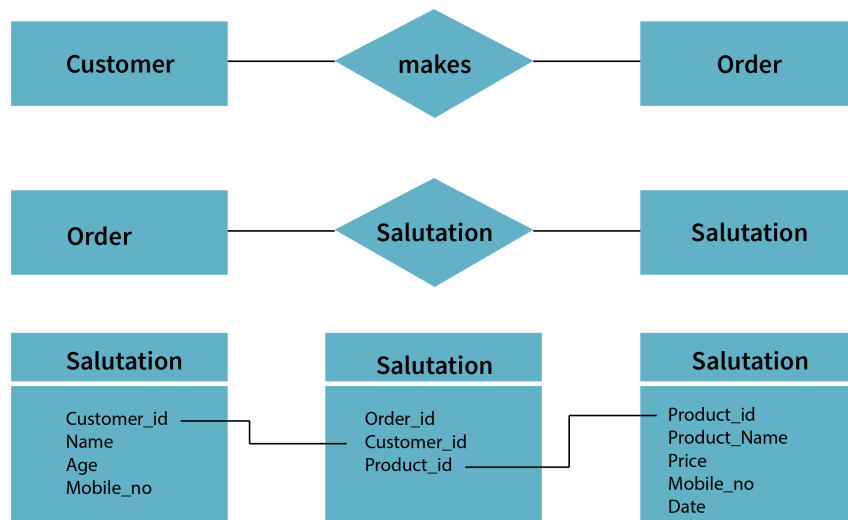 Customer
makes
Order
Order
Salutation
Salutation
Salutation
Customer_id
Name
Age
Mobile_no
Salutation
Order_id
Customer_id
Product_id
Salutation
Product_id
Product_Name
Price
Mobile_no
Date